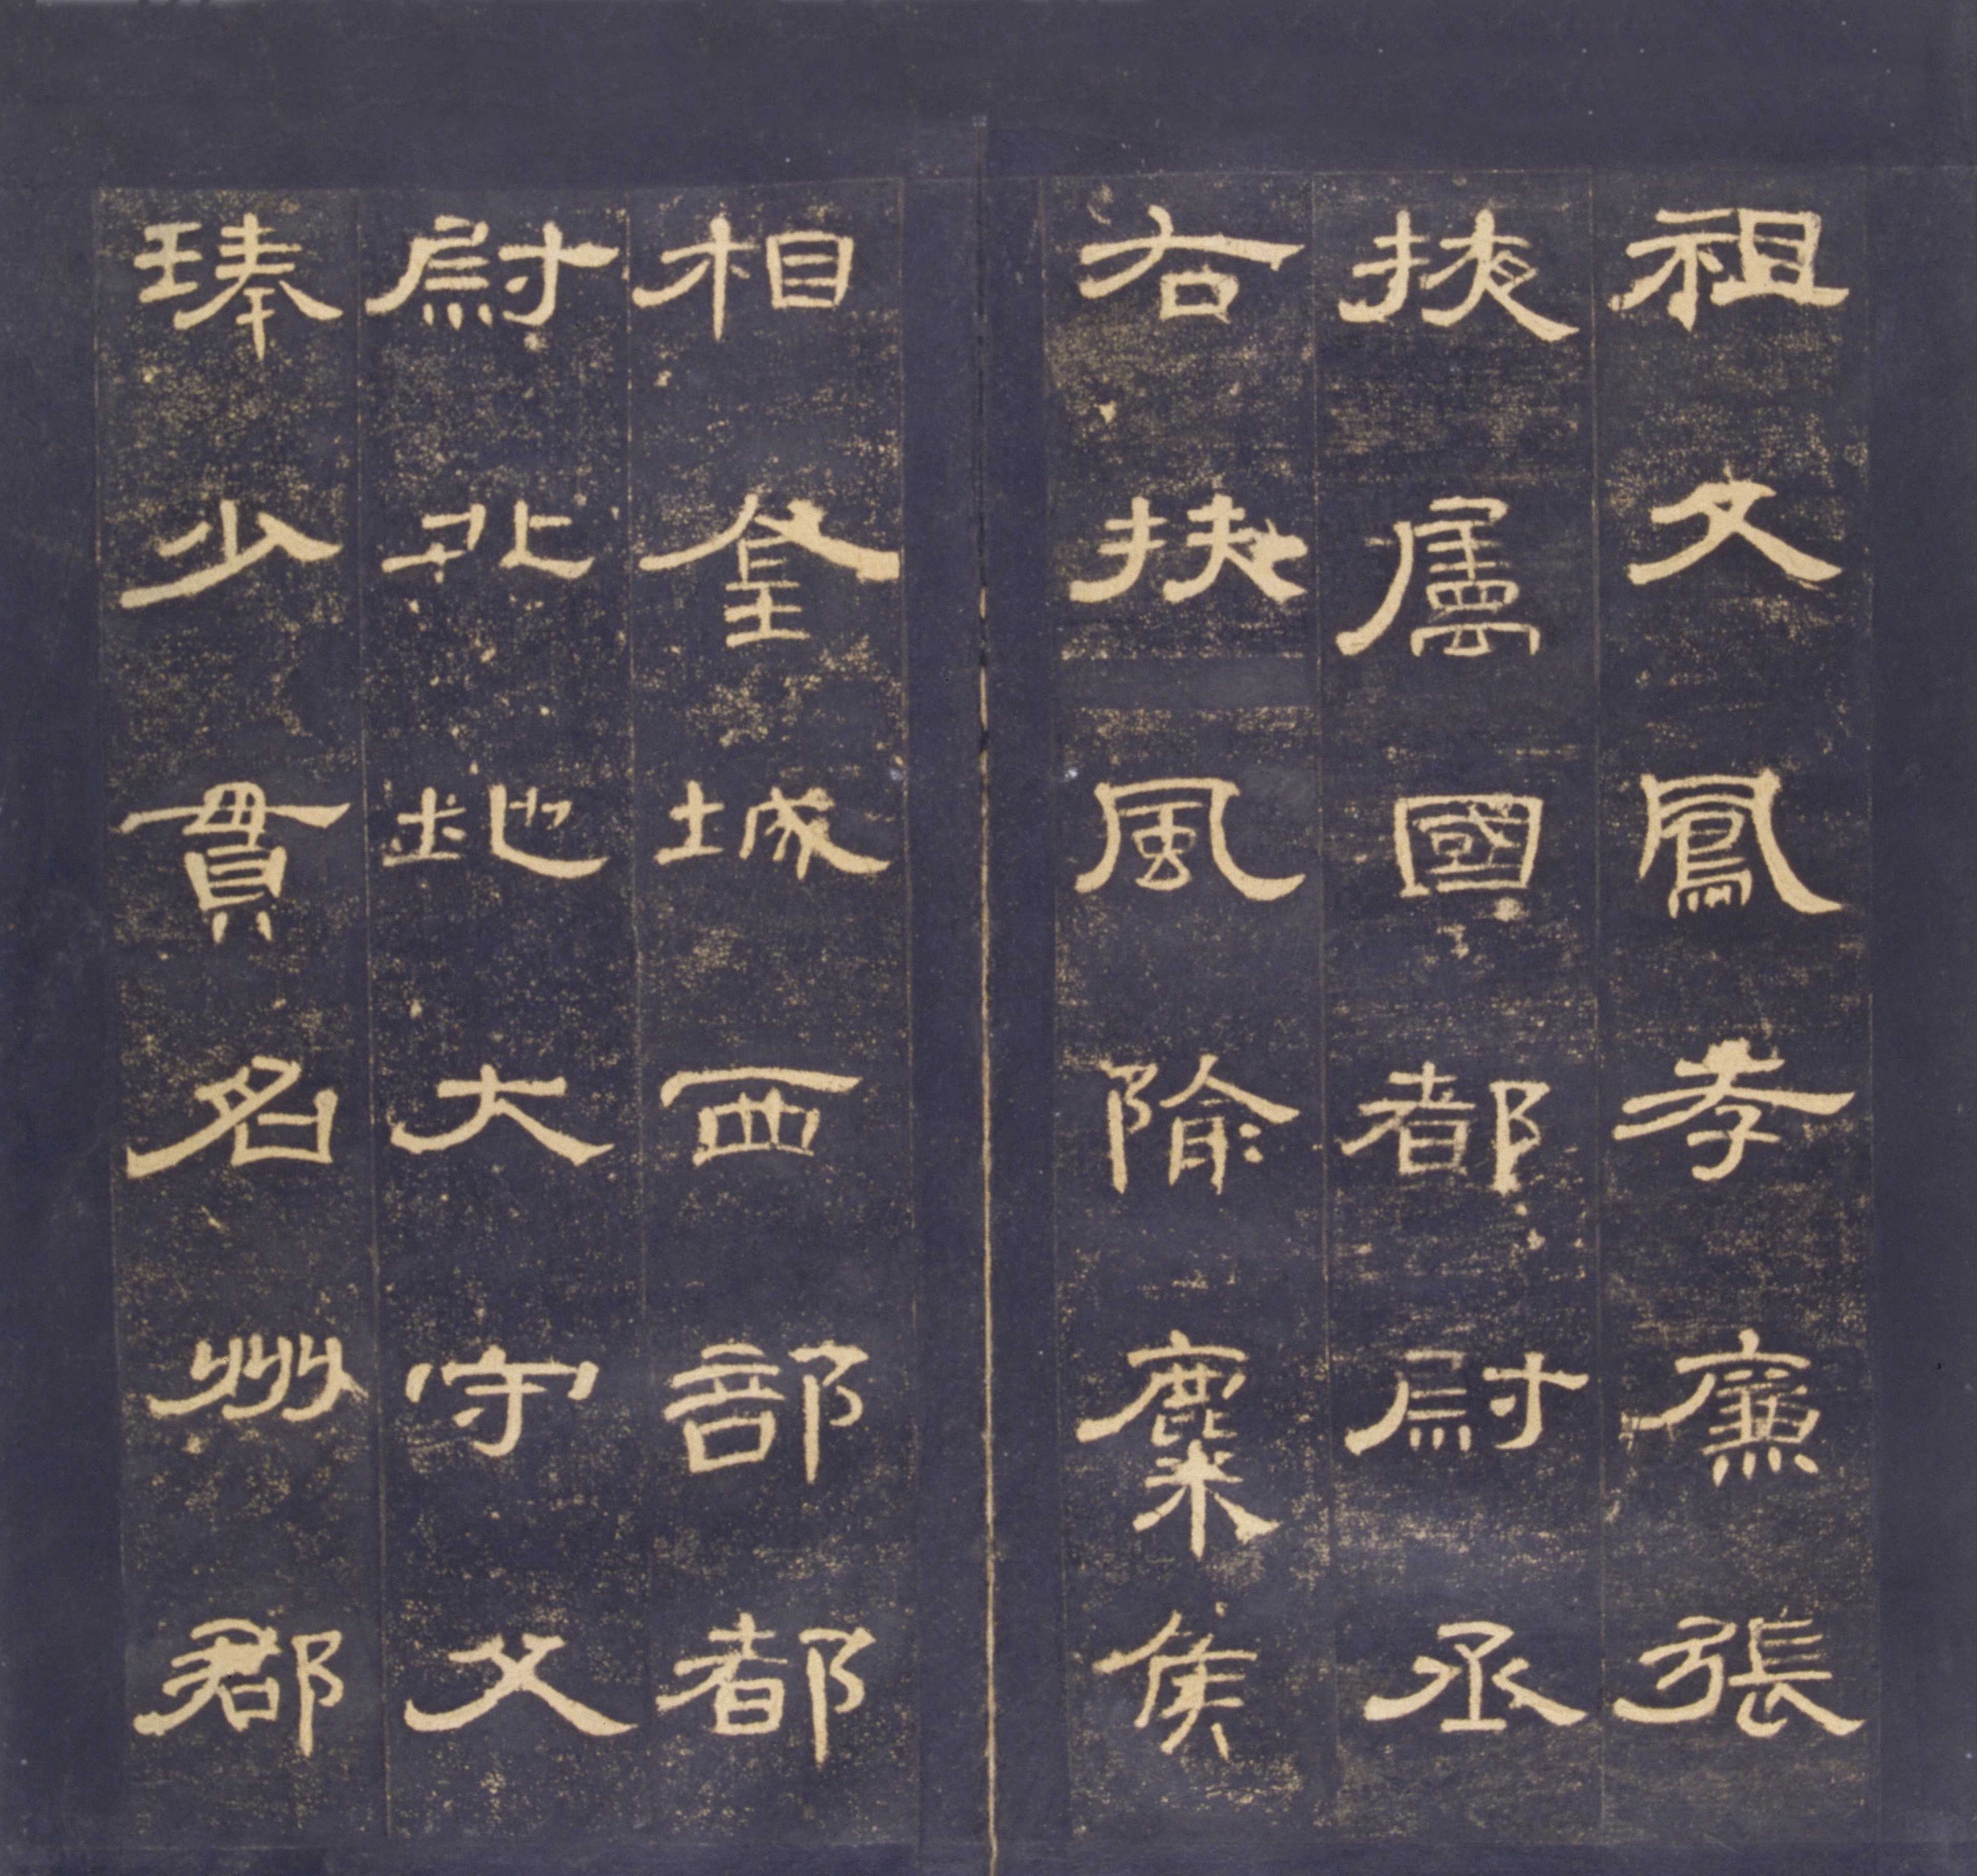 祖父鳳孝廉張
掖屬國都尉丞
右扶風隃麋侯
相金城西部都
尉北地大守父
琫少貫名州郡